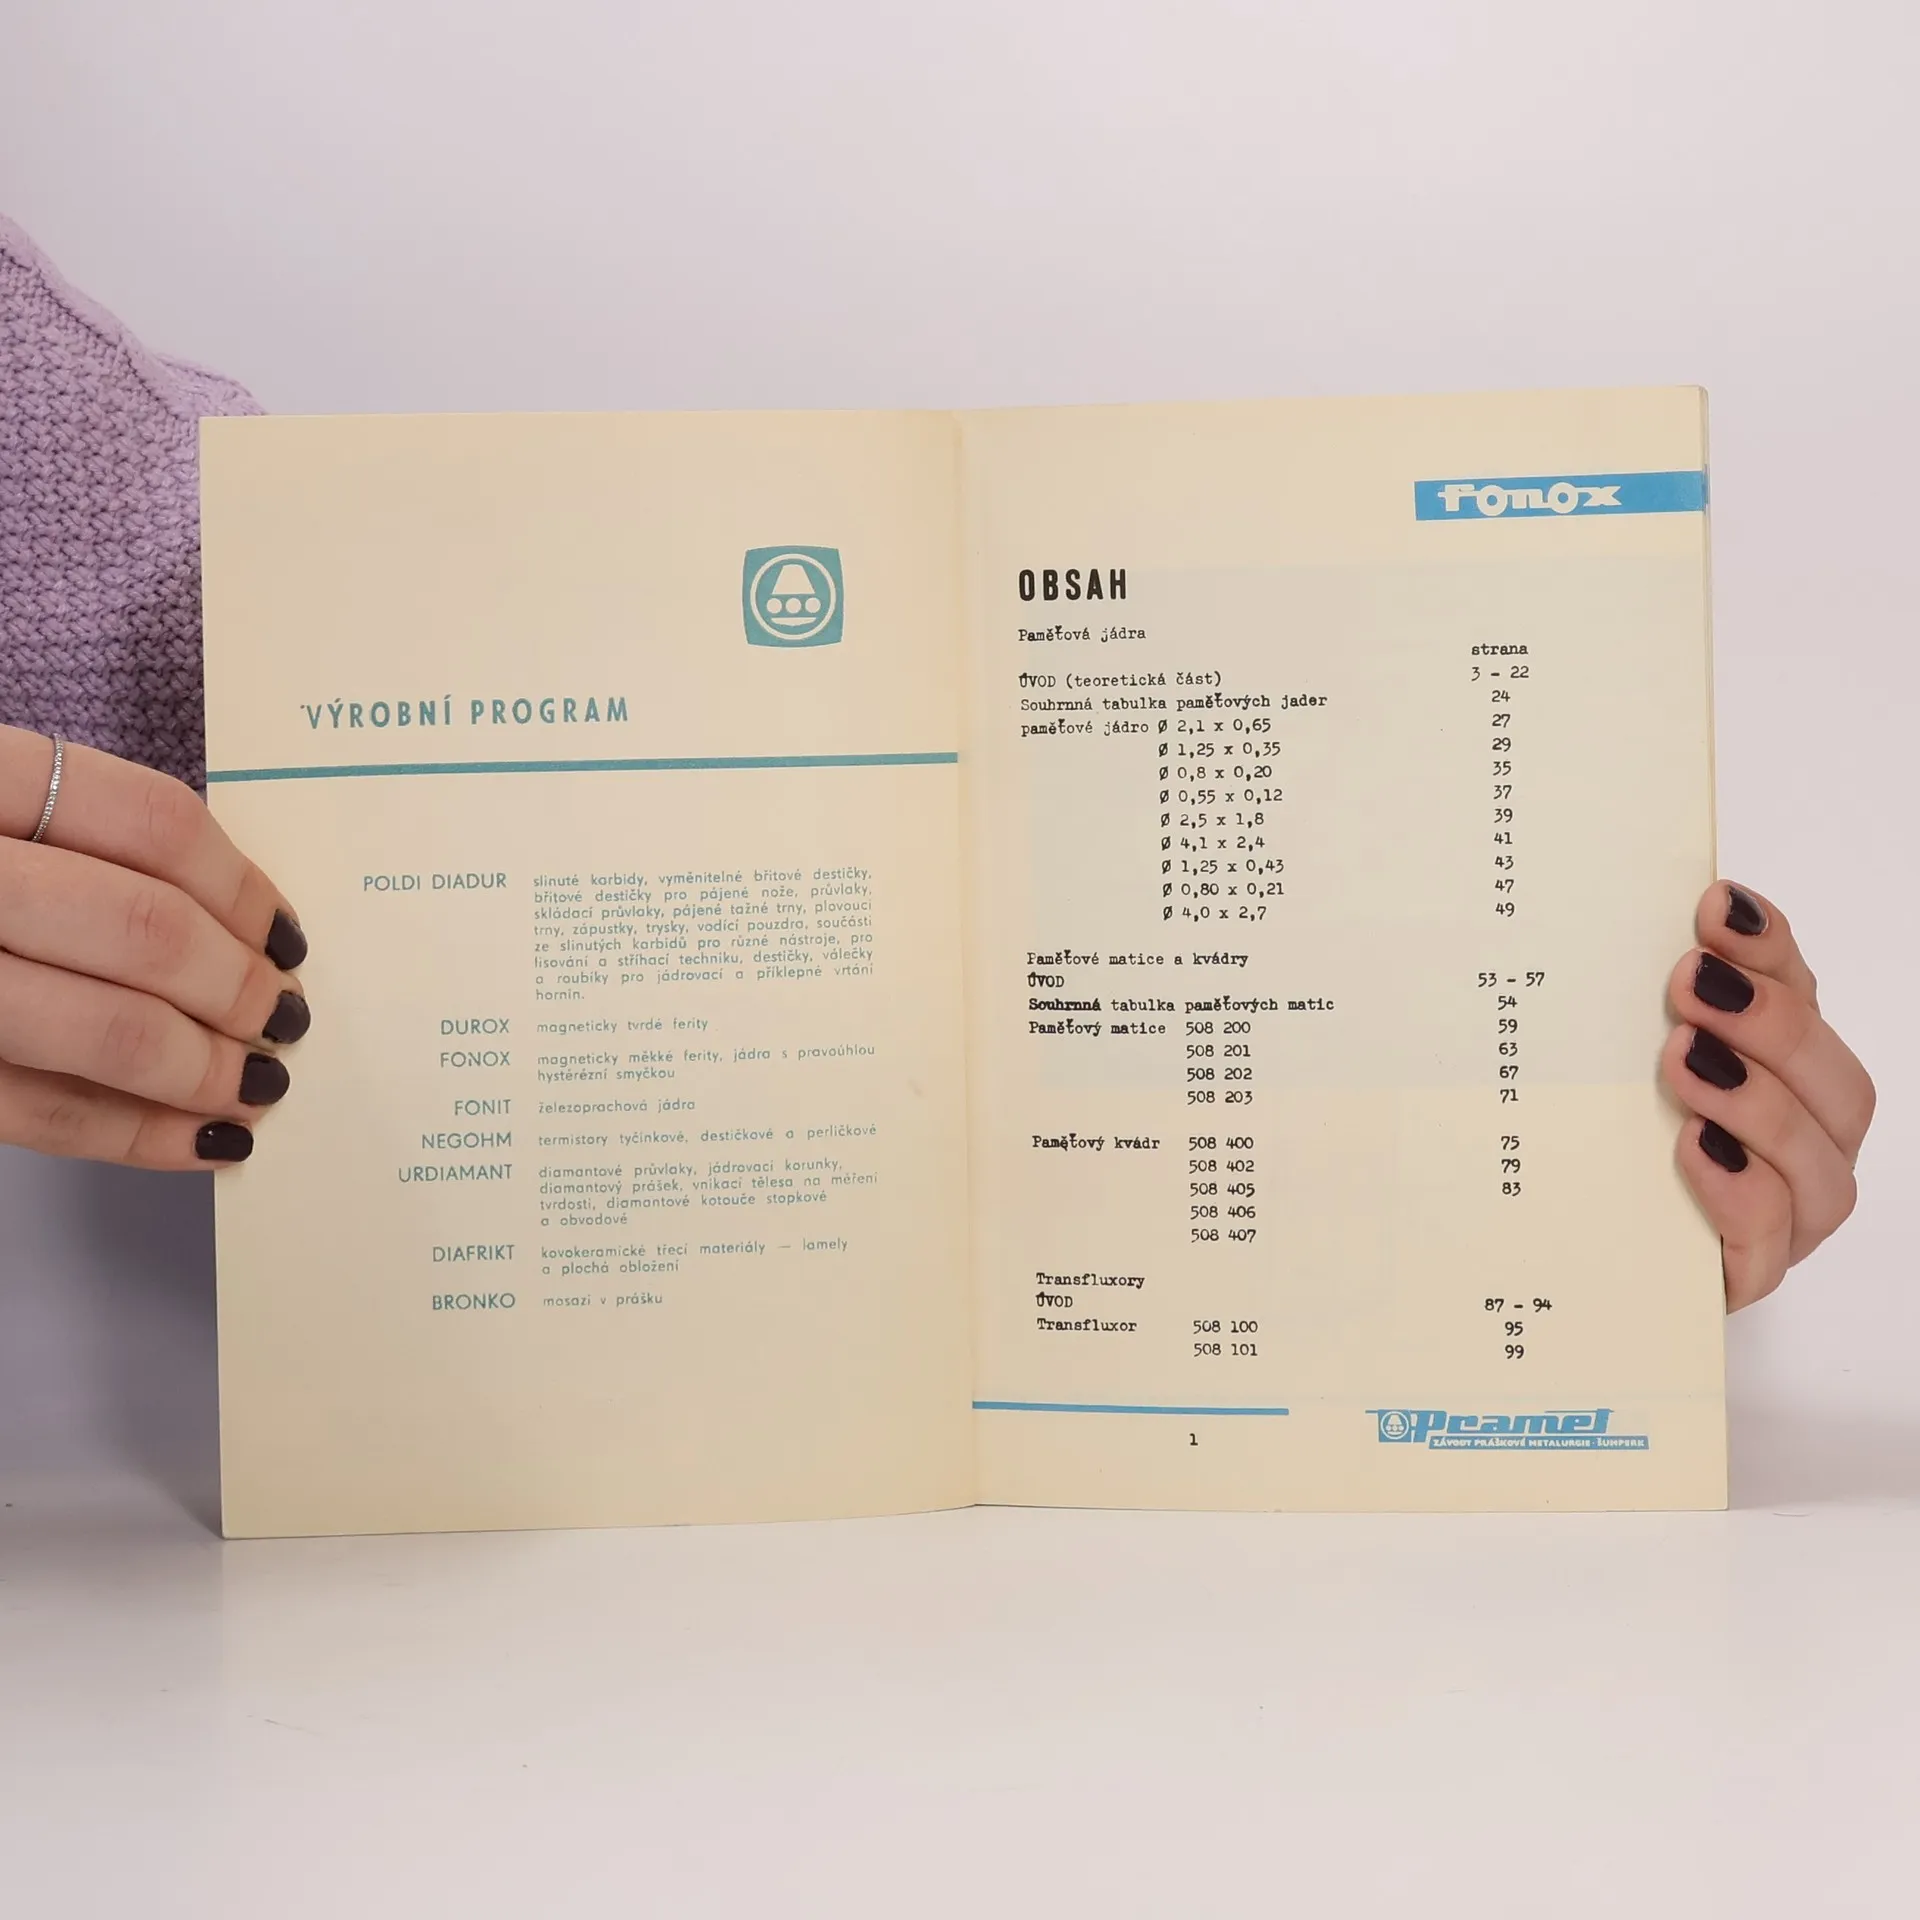 VÝROBNÍ PROGRAM
POLDI DIADUR slinuté karbidy, vyměnitelné břitové destičky,
břitové destičky pro pájené nože, průvlaky,
skládací průvlaky, pájené tažné trny, plovoucí
trny, zápustky, trysky, vodící pouzdra, součásti
ze slinutých karbidů pro různé nástroje, pro
lisování a stříhací techniku, destičky, válečky
a roubíky pro jádrovací a příklepné vrtání
hornin.
DUROX magneticky tvrdé ferity
FONOX magneticky měkké ferity, jádra s pravoúhlou
hysterézní smyčkou
FONIT železoprachová jádra
NEGOHM termistory tyčinkové, destičkové a perličkové
URDIAMANT diamantové průvlaky, jádrovací korunky,
diamantový prášek, vnikací tělesa na měření
tvrdosti, diamantové kotouče stopkové
a obvodové
DIAFRIKT kovokeramické třecí materiály — lamely
a plochá obložení
BRONKO mosazi v prášku
fonox
OBSAH
Paměťová jádra
strana
ÚVOD (teoretická část) 3 - 22
Souhrnná tabulka paměťových jader 24
paměťové jádro Ø 2,1 x 0,65 27
Ø 1,25 x 0,35 29
Ø 0,8 x 0,20 35
Ø 0,55 x 0,12 37
Ø 2,5 x 1,8 39
Ø 4,1 x 2,4 41
Ø 1,25 x 0,43 43
Ø 0,80 x 0,21 47
Ø 4,0 x 2,7 49
Paměťové matice a kvádry
ÚVOD 53 - 57
Souhrnná tabulka paměťových matic 54
Paměťový matice 508 200 59
508 201 63
508 202 67
508 203 71
Paměťový kvádr 508 400 75
508 402 79
508 405 83
508 406
508 407
Transfluxory
ÚVOD 87 - 94
Transfluxor 508 100 95
508 101 99
1
Pramet
ZÁVODY PRÁŠKOVÉ METALURGIE · ŠUMPERK